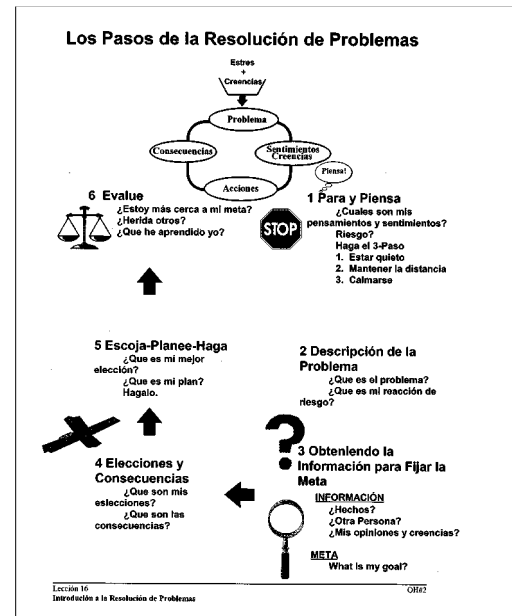 Los Pasos de la Resolución de Problemas
Estres
+
Creencias
Problema
Consecuencias
Sentimientos
Creencias
Acciones
Piensa!
6 Evalue
¿Estoy más cerca a mi meta?
¿Herida otros?
¿Que he aprendido yo?
1 Para y Piensa
¿Cuales son mis
pensamientos y sentimientos?
Riesgo?
Haga el 3-Paso
1. Estar quieto
2. Mantener la distancia
3. Calmarse
STOP
5 Escoja-Planee-Haga
¿Que es mi mejor
elección?
¿Que es mi plan?
Hagalo.
2 Descripción de la
Problema
¿Que es el problema?
¿Que es mi reacción de
riesgo?
4 Elecciones y
Consecuencias
¿Que son mis
eslecciones?
¿Que son las
consecuencias?
3 Obteniendo la
Información para Fijar la
Meta
INFORMACIÓN
¿Hechos?
¿Otra Persona?
¿Mis opiniones y creencias?
META
What is my goal?
Lección 16
Introdución a la Resolución de Problemas
OH#2